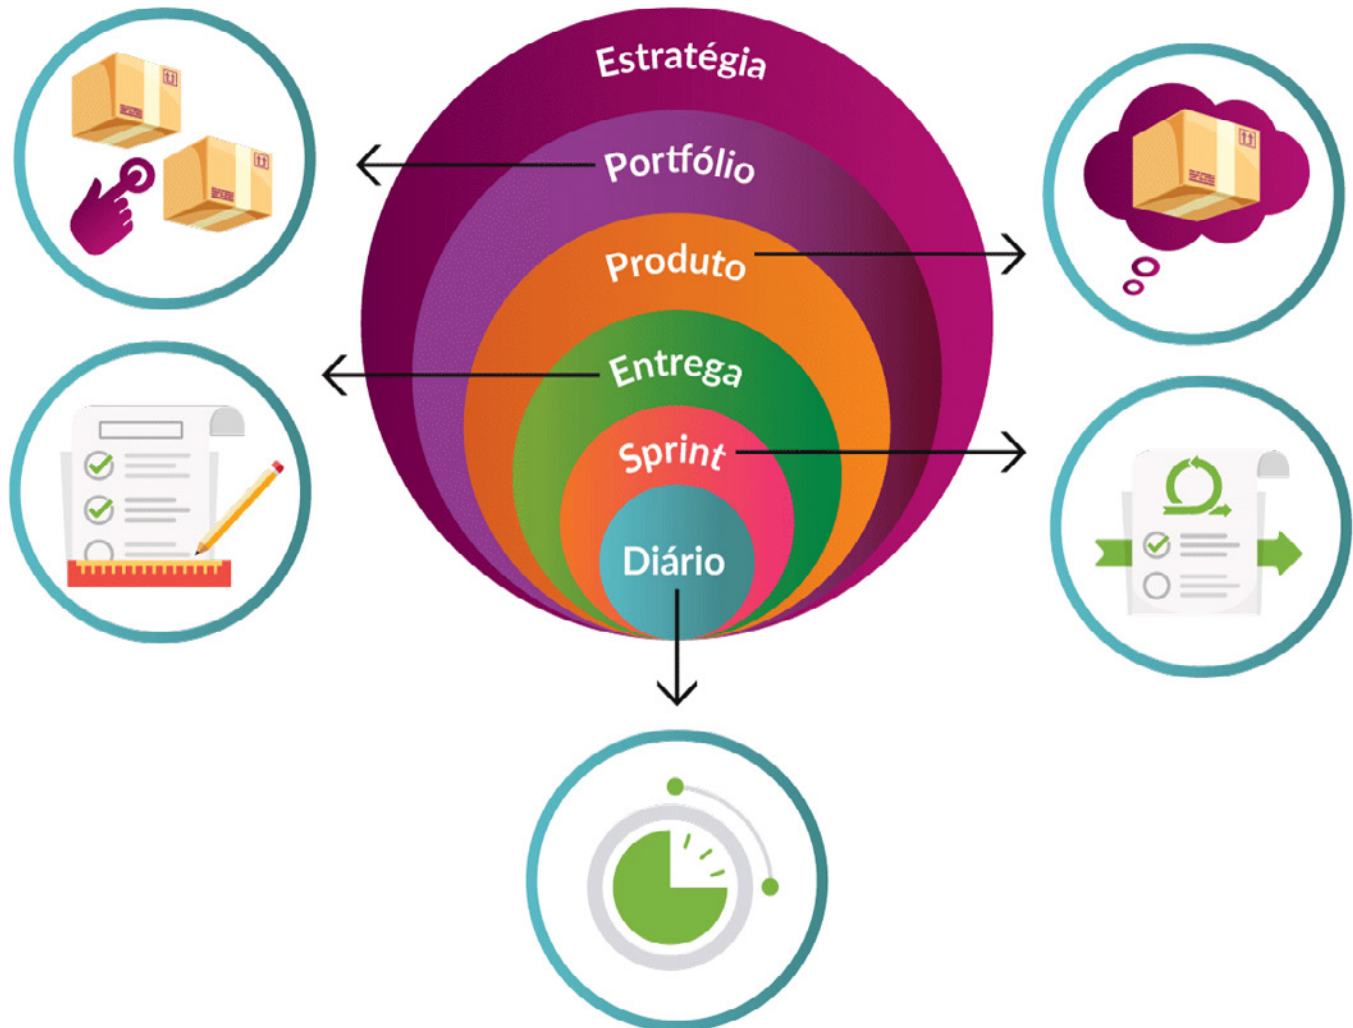 Estratégia
Portfólio
Produto
Entrega
Sprint
Diário